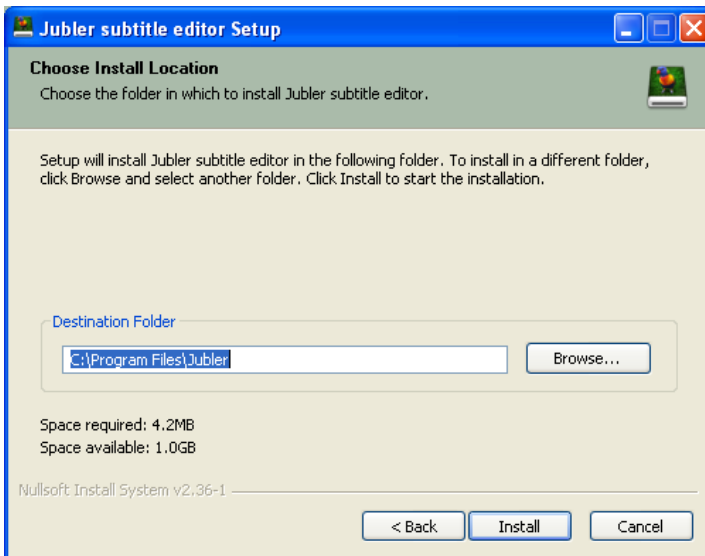 Jubler subtitle editor Setup
Choose Install Location
Choose the folder in which to install Jubler subtitle editor.
Setup will install Jubler subtitle editor in the following folder. To install in a different folder,
click Browse and select another folder. Click Install to start the installation.
Destination Folder
C:\Program Files\Jubler
Browse...
Space required: 4.2MB
Space available: 1.0GB
Nullsoft Install System v2.36-1
< Back
Install
Cancel